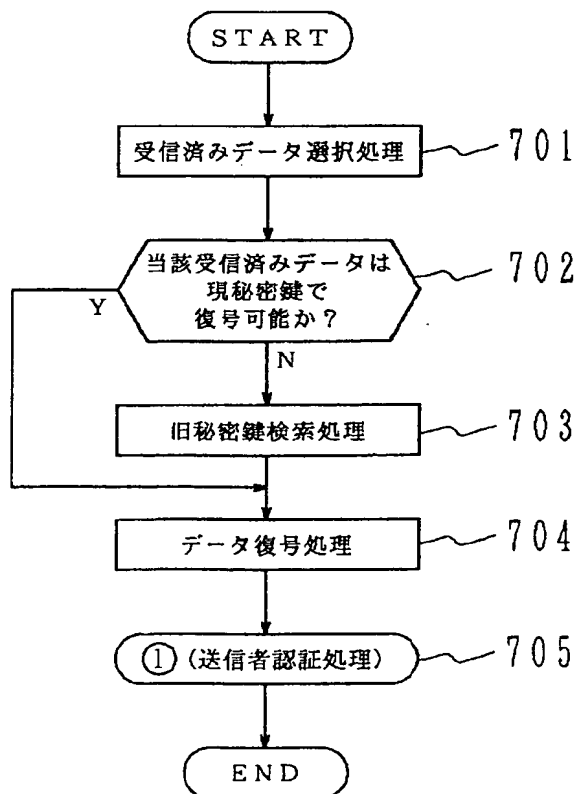 START
受信済みデータ選択処理
701
当該受信済みデータは
現秘密鍵で
復号可能か?
702
Y
N
旧秘密鍵検索処理
703
データ復号処理
704
①(送信者認証処理)
705
END